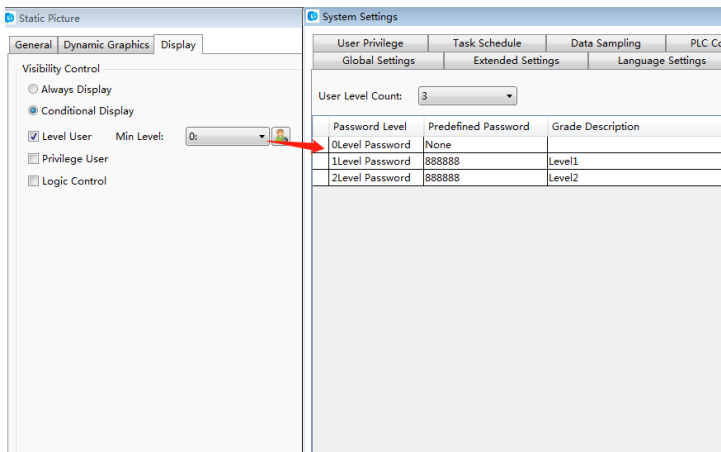 Static Picture
General Dynamic Graphics Display
Visibility Control
Always Display
Conditional Display
Level User Min Level: 0:
Privilege User
Logic Control
System Settings
User Privilege Task Schedule Data Sampling PLC Co
Global Settings Extended Settings Language Settings
User Level Count: 3
Password Level Predefined Password Grade Description
0Level Password None
1Level Password 888888 Level1
2Level Password 888888 Level2